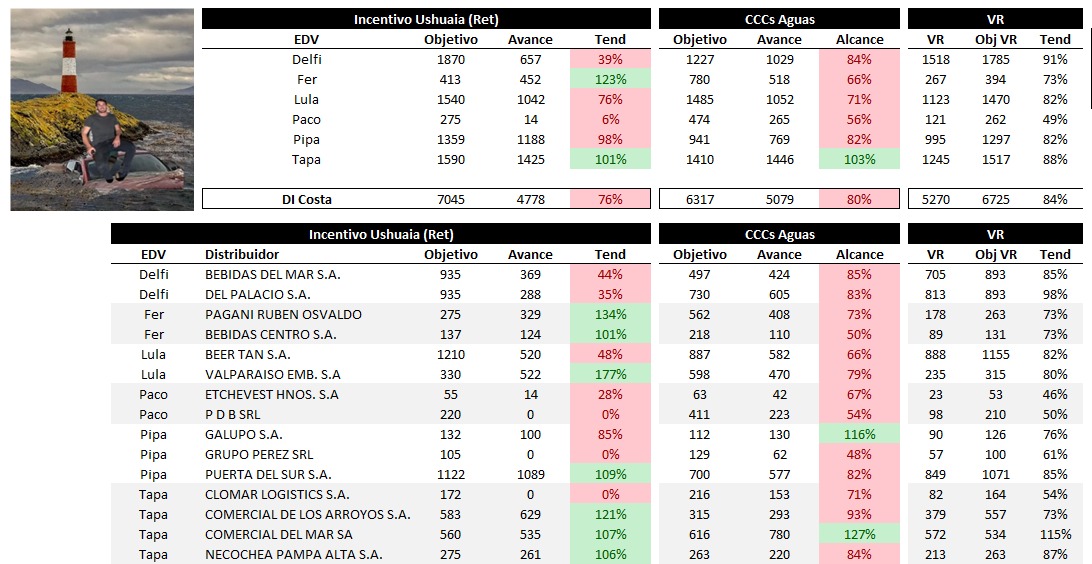 Incentivo Ushuaia (Ret) CCCs Aguas VR
EDV Objetivo Avance Tend Objetivo Avance Alcance VR Obj VR Tend
Delfi 1870 657 39% 1227 1029 84% 1518 1785 91%
Fer 413 452 123% 780 518 66% 267 394 73%
Lula 1540 1042 76% 1485 1052 71% 1123 1470 82%
Paco 275 14 6% 474 265 56% 121 262 49%
Pipa 1359 1188 98% 941 769 82% 995 1297 82%
Tapa 1590 1425 101% 1410 1446 103% 1245 1517 88%
DI Costa 7045 4778 76% 6317 5079 80% 5270 6725 84%
Incentivo Ushuaia (Ret) CCCs Aguas VR
EDV Distribuidor Objetivo Avance Tend Objetivo Avance Alcance VR Obj VR Tend
Delfi BEBIDAS DEL MAR S.A. 935 369 44% 497 424 85% 705 893 85%
Delfi DEL PALACIO S.A. 935 288 35% 730 605 83% 813 893 98%
Fer PAGANI RUBEN OSVALDO 275 329 134% 562 408 73% 178 263 73%
Fer BEBIDAS CENTRO S.A. 137 124 101% 218 110 50% 89 131 73%
Lula BEER TAN S.A. 1210 520 48% 887 582 66% 888 1155 82%
Lula VALPARAISO EMB. S.A 330 522 177% 598 470 79% 235 315 80%
Paco ETCHEVEST HNOS. S.A 55 14 28% 63 42 67% 23 53 46%
Paco P D B SRL 220 0 0% 411 223 54% 98 210 50%
Pipa GALUPO S.A. 132 100 85% 112 130 116% 90 126 76%
Pipa GRUPO PEREZ SRL 105 0 0% 129 62 48% 57 100 61%
Pipa PUERTA DEL SUR S.A. 1122 1089 109% 700 577 82% 849 1071 85%
Tapa CLOMAR LOGISTICS S.A. 172 0 0% 216 153 71% 82 164 54%
Tapa COMERCIAL DE LOS ARROYOS S.A. 583 629 121% 315 293 93% 379 557 73%
Tapa COMERCIAL DEL MAR SA 560 535 107% 616 780 127% 572 534 115%
Tapa NECOCHEA PAMPA ALTA S.A. 275 261 106% 263 220 84% 213 263 87%